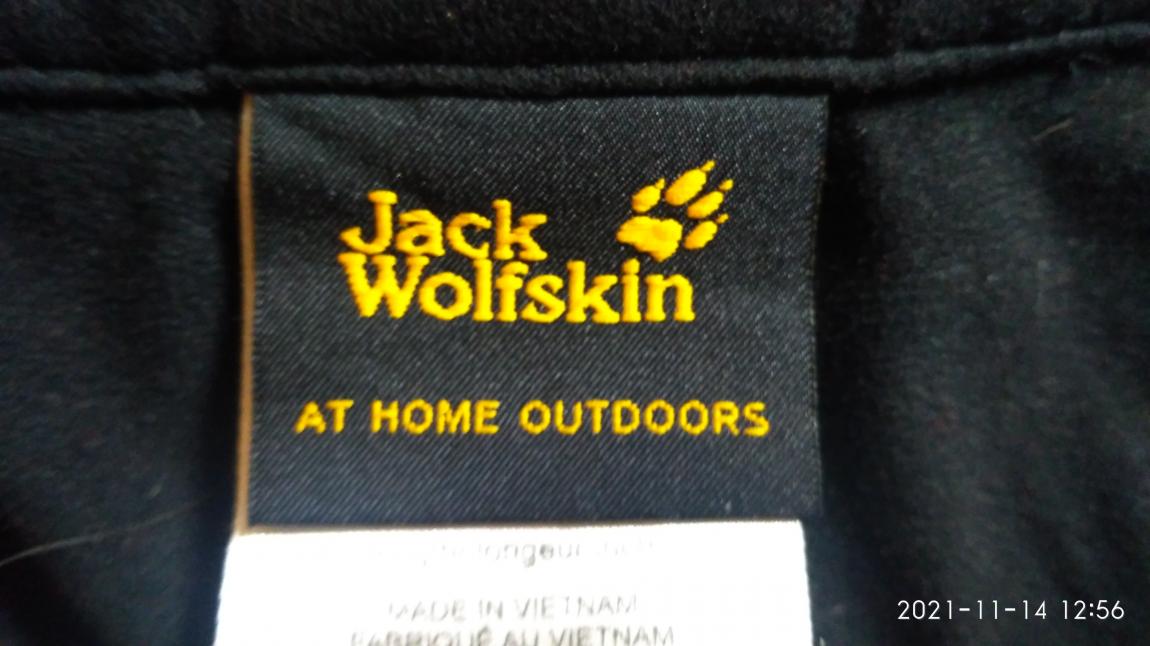 Jack
Wolfskin
AT HOME OUTDOORS
MADE IN VIETNAM
FABRIQUÉ AU VIETNAM
2021-11-14 12:56